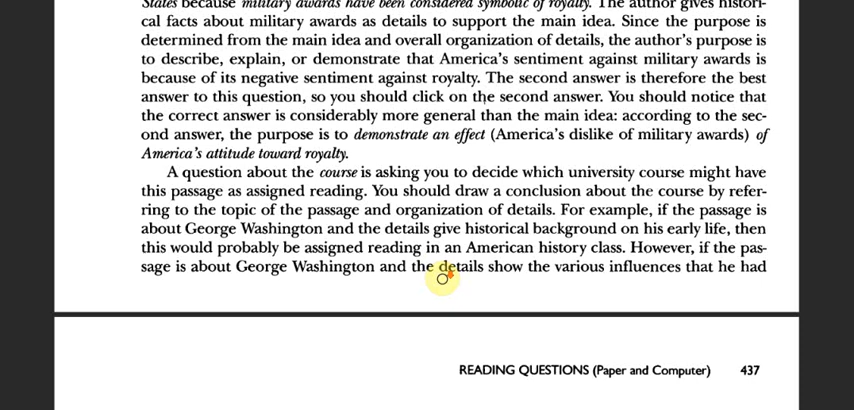 States because military awards have been considered symbolic of royalty. The author gives histori-
cal facts about military awards as details to support the main idea. Since the purpose is
determined from the main idea and overall organization of details, the author's purpose is
to describe, explain, or demonstrate that America's sentiment against military awards is
because of its negative sentiment against royalty. The second answer is therefore the best
answer to this question, so you should click on the second answer. You should notice that
the correct answer is considerably more general than the main idea: according to the sec-
ond answer, the purpose is to demonstrate an effect (America's dislike of military awards) of
America's attitude toward royalty.
A question about the course is asking you to decide which university course might have
this passage as assigned reading. You should draw a conclusion about the course by refer-
ring to the topic of the passage and organization of details. For example, if the passage is
about George Washington and the details give historical background on his early life, then
this would probably be assigned reading in an American history class. However, if the pas-
sage is about George Washington and the details show the various influences that he had
READING QUESTIONS (Paper and Computer) 437